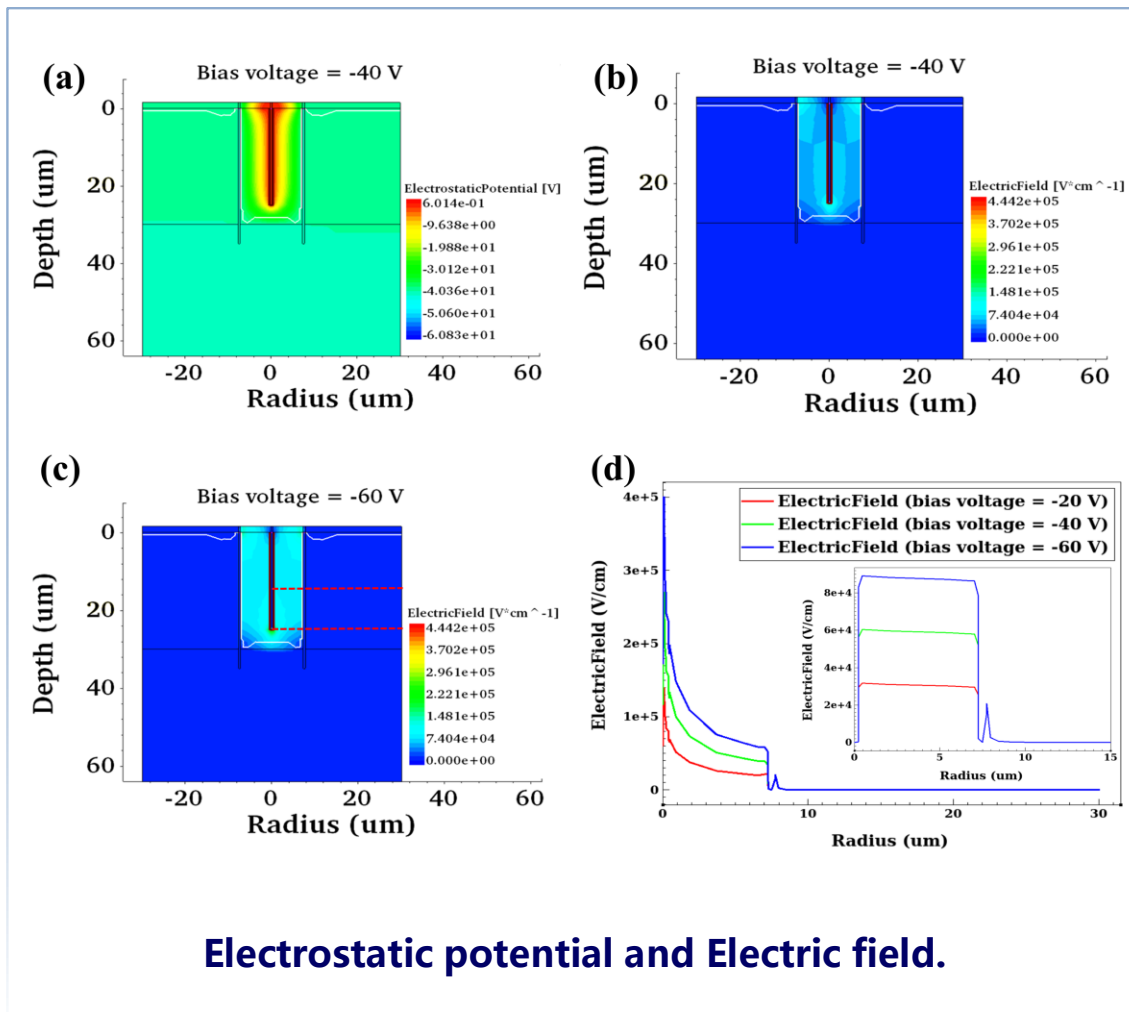 (a)
Bias voltage = -40 V
0
20
40
60
Depth (um)
-20
0
20
40
60
Radius (um)
ElectrostaticPotential [V]
6.014e-01
-9.638e+00
-1.988e+01
-3.012e+01
-4.036e+01
-5.060e+01
-6.083e+01
(b)
Bias voltage = -40 V
0
20
40
60
Depth (um)
-20
0
20
40
60
Radius (um)
ElectricField [V*cm^-1]
4.442e+05
3.702e+05
2.961e+05
2.221e+05
1.481e+05
7.404e+04
0.000e+00
(c)
Bias voltage = -60 V
0
20
40
60
Depth (um)
-20
0
20
40
60
Radius (um)
ElectricField [V*cm^-1]
4.442e+05
3.702e+05
2.961e+05
2.221e+05
1.481e+05
7.404e+04
0.000e+00
(d)
4e+5
3e+5
2e+5
1e+5
0
ElectricField (V/cm)
0
10
20
30
Radius (um)
ElectricField (bias voltage = -20 V)
ElectricField (bias voltage = -40 V)
ElectricField (bias voltage = -60 V)
8e+4
6e+4
4e+4
2e+4
0
ElectricField (V/cm)
0
5
10
15
Radius (um)
Electrostatic potential and Electric field.